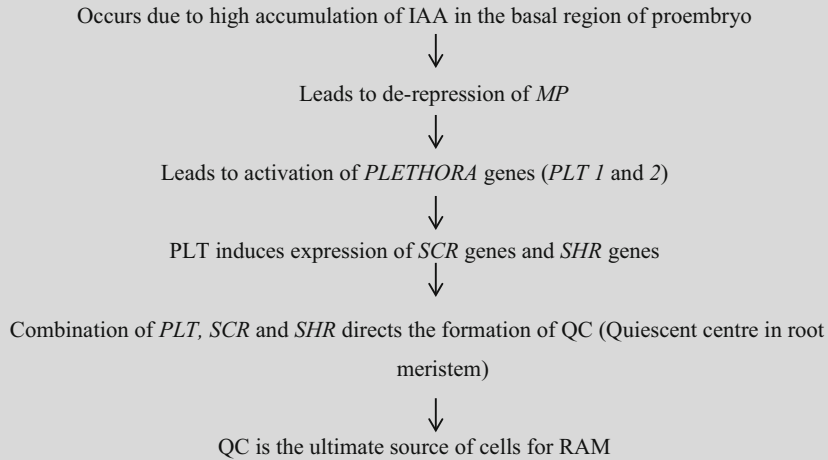 Occurs due to high accumulation of IAA in the basal region of proembryo
Leads to de-repression of MP
Leads to activation of PLETHORA genes (PLT 1 and 2)
PLT induces expression of SCR genes and SHR genes
Combination of PLT, SCR and SHR directs the formation of QC (Quiescent centre in root
meristem)
QC is the ultimate source of cells for RAM